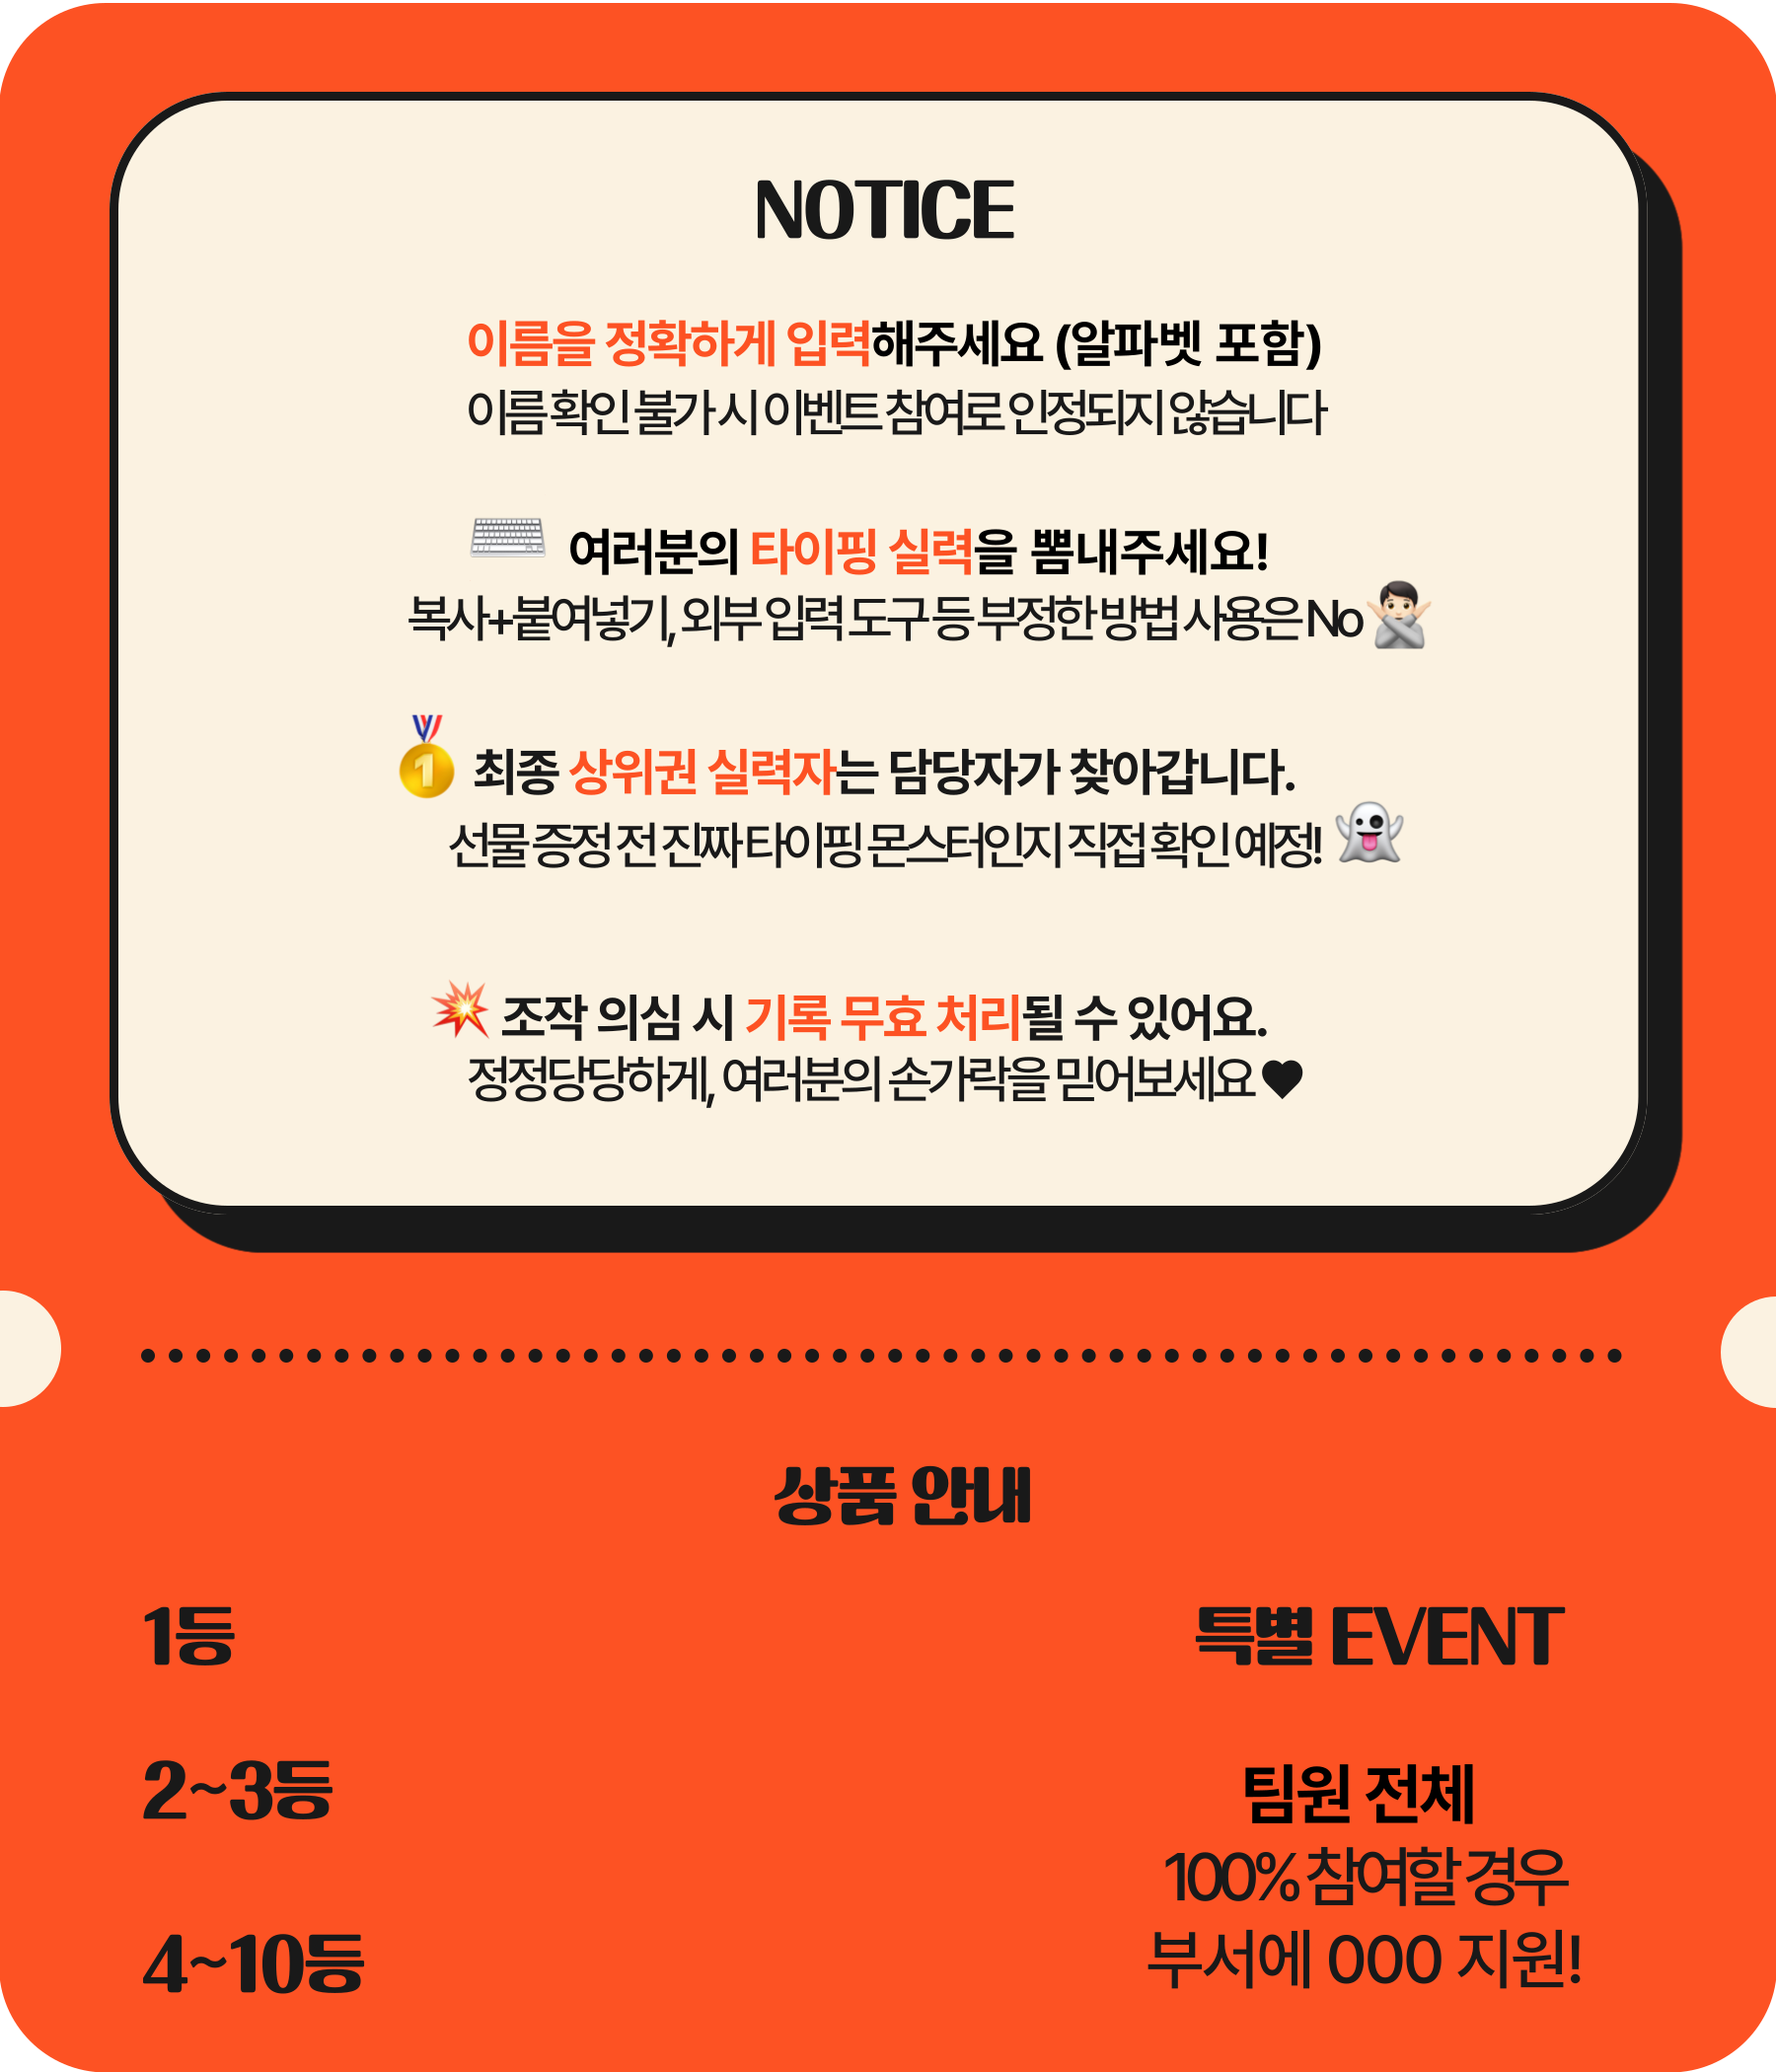 NOTICE
이름을 정확하게 입력해주세요 (알파벳 포함)
이름 확인 불가 시 이벤트 참여로 인정되지 않습니다
여러분의 타이핑 실력을 뽐내주세요!
복사+붙여넣기, 외부 입력 도구 등 부정한 방법 사용은 No
최종 상위권 실력자는 담당자가 찾아갑니다.
선물 증정 전 진짜 타이핑 몬스터인지 직접 확인 예정!
조작 의심 시 기록 무효 처리될 수 있어요.
정정당당하게, 여러분의 손가락을 믿어보세요
상품 안내
1등
2~3등
4~10등
특별 EVENT
팀원 전체
100% 참여할 경우
부서에 000 지원!